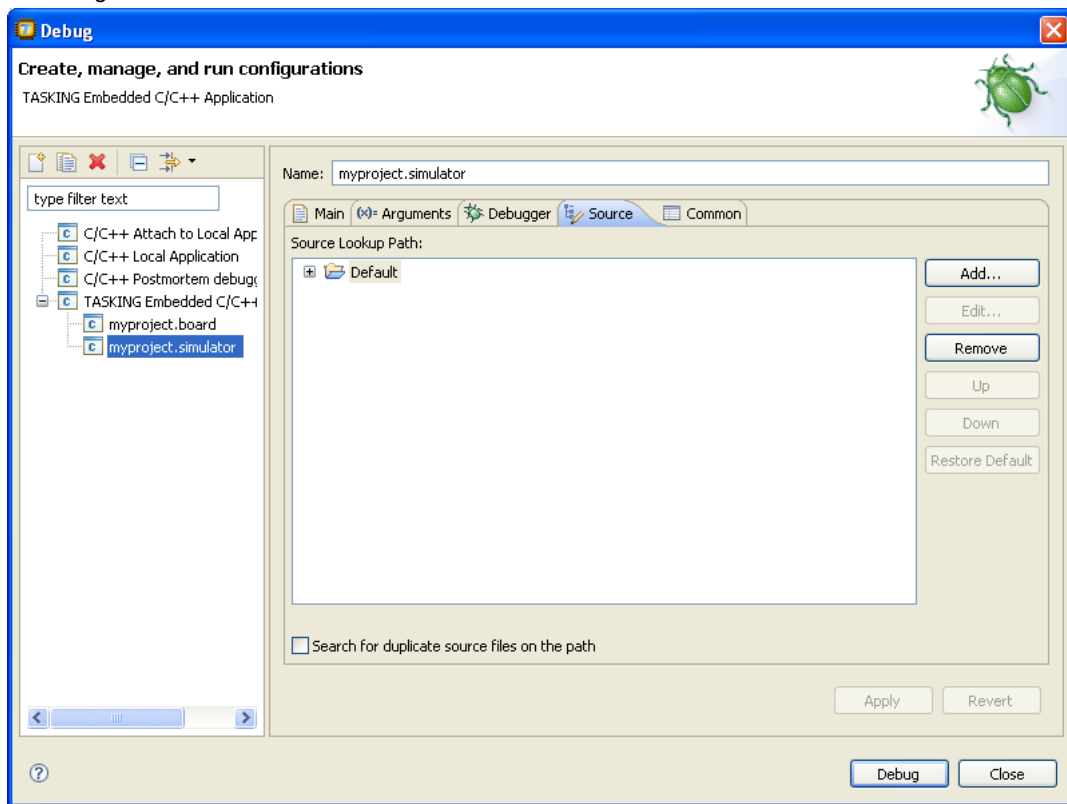 Debug
Create, manage, and run configurations
TASKING Embedded C/C++ Application
type filter text
C/C++ Attach to Local App
C/C++ Local Application
C/C++ Postmortem debugg
TASKING Embedded C/C++
myproject.board
myproject.simulator
Name: myproject.simulator
Main (x)= Arguments Debugger Source Common
Source Lookup Path:
Default
Add...
Edit...
Remove
Up
Down
Restore Default
Search for duplicate source files on the path
Apply Revert
Debug Close